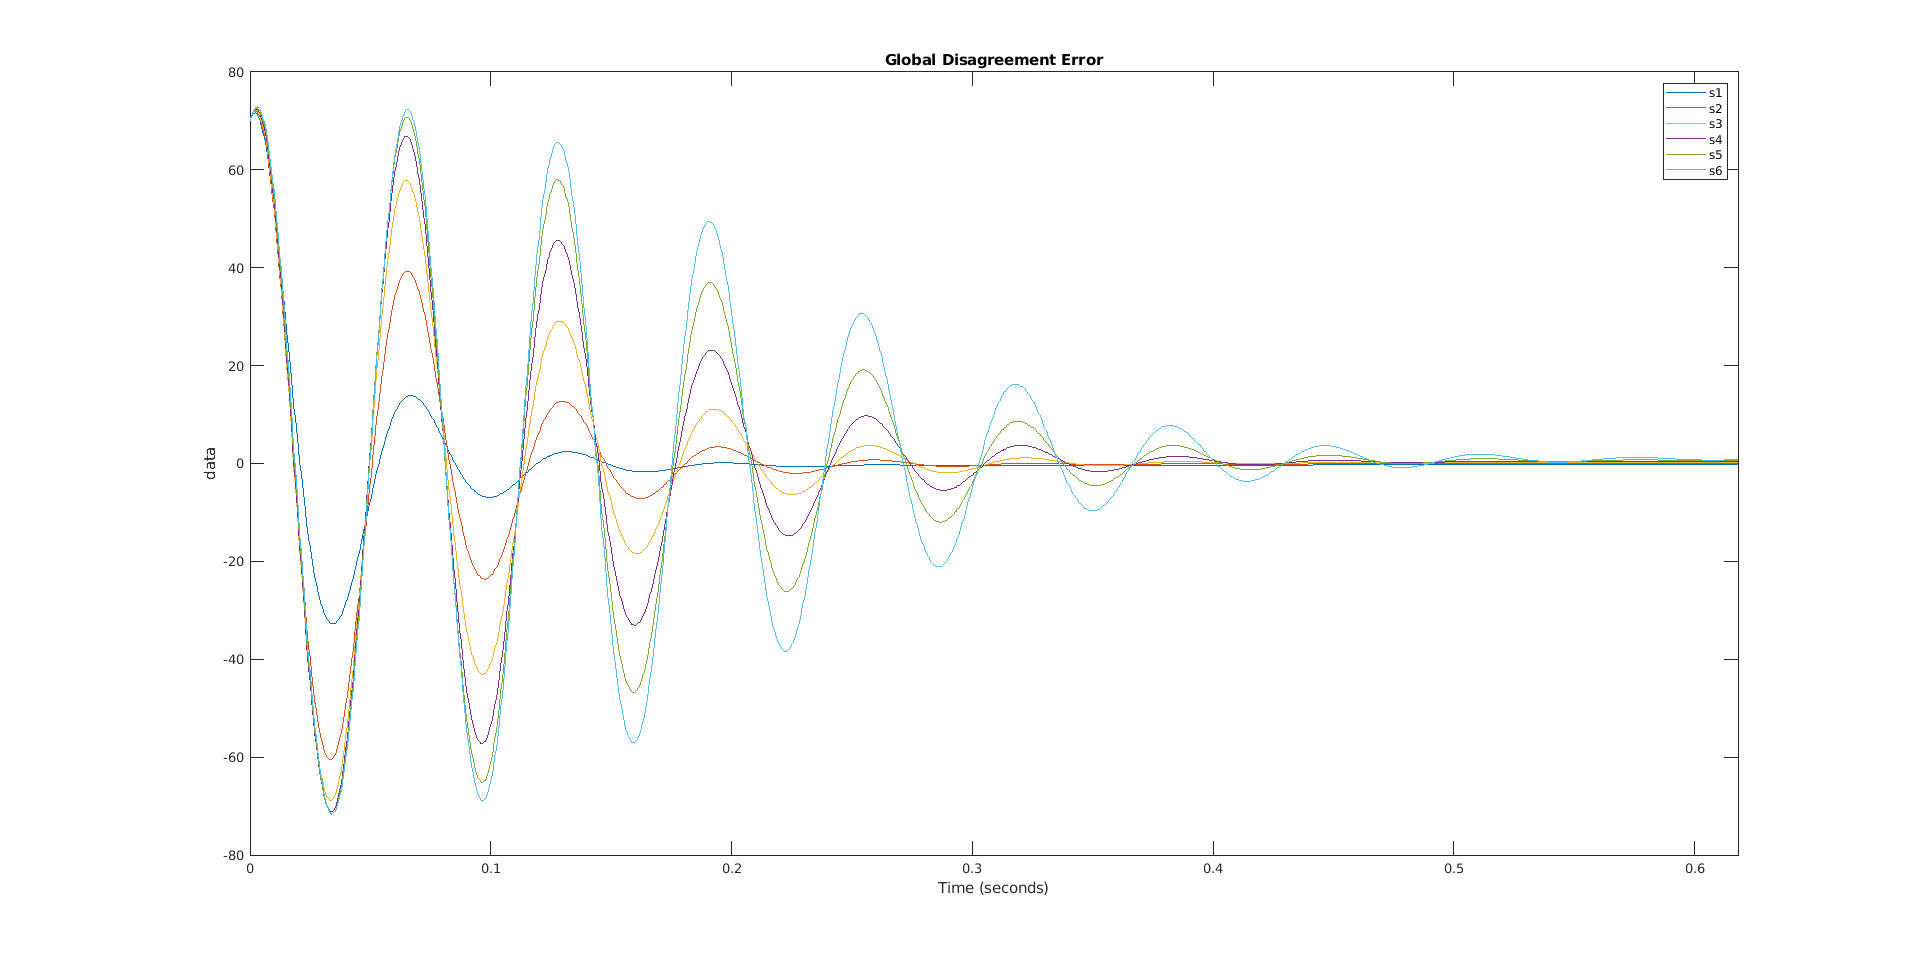 Global Disagreement Error
80
60
40
20
0
-20
-40
-60
-80
data
0 0.1 0.2 0.3 0.4 0.5 0.6
Time (seconds)
s1
s2
s3
s4
s5
s6